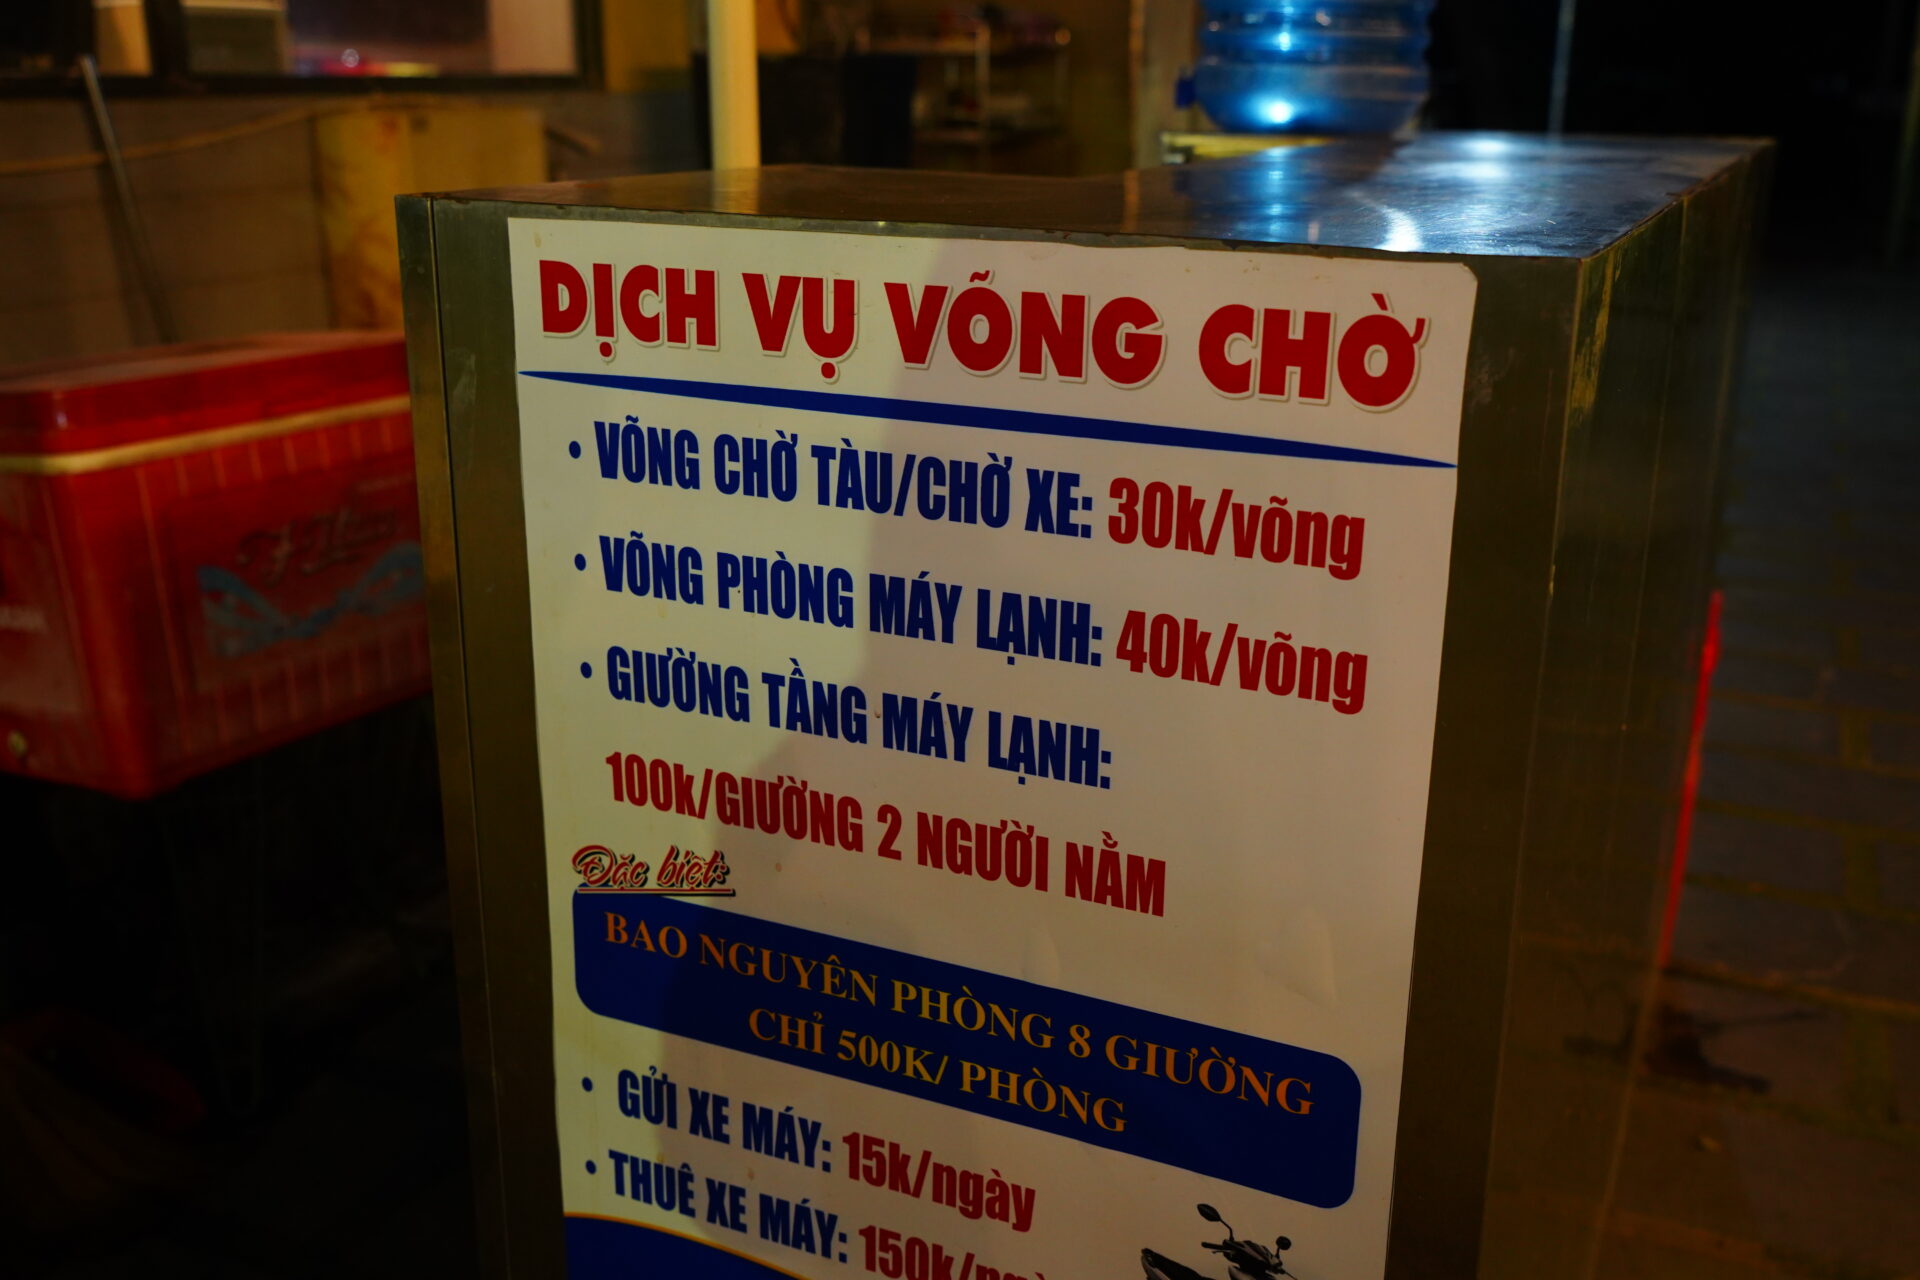 DỊCH VỤ VÕNG CHỜ
• VÕNG CHỜ TÀU/CHỜ XE: 30k/võng
• VÕNG PHÒNG MÁY LẠNH: 40k/võng
• GIƯỜNG TẦNG MÁY LẠNH:
100k/GIƯỜNG 2 NGƯỜI NẰM
Đặc biệt:
BAO NGUYÊN PHÒNG 8 GIƯỜNG
CHỈ 500K/ PHÒNG
• GỬI XE MÁY: 15k/ngày
• THUÊ XE MÁY: 150k/ngà